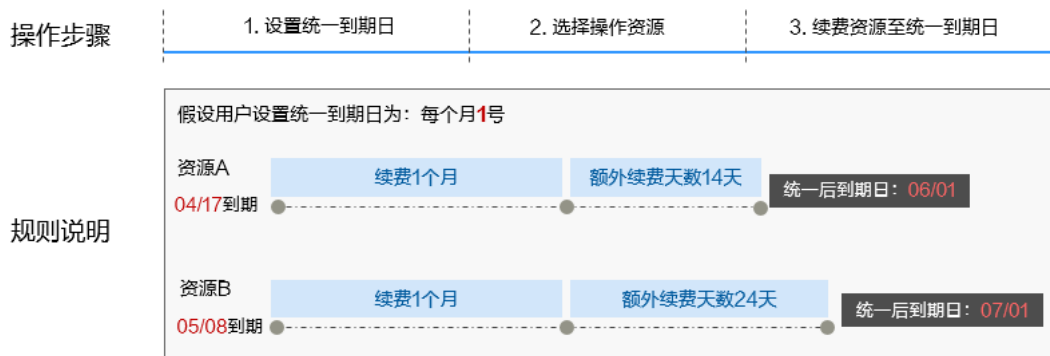 操作步骤
1. 设置统一到期日
2. 选择操作资源
3. 续费资源至统一到期日
规则说明
假设用户设置统一到期日为：每个月1号
资源A
04/17到期
续费1个月
额外续费天数14天
统一后到期日：06/01
资源B
05/08到期
续费1个月
额外续费天数24天
统一后到期日：07/01